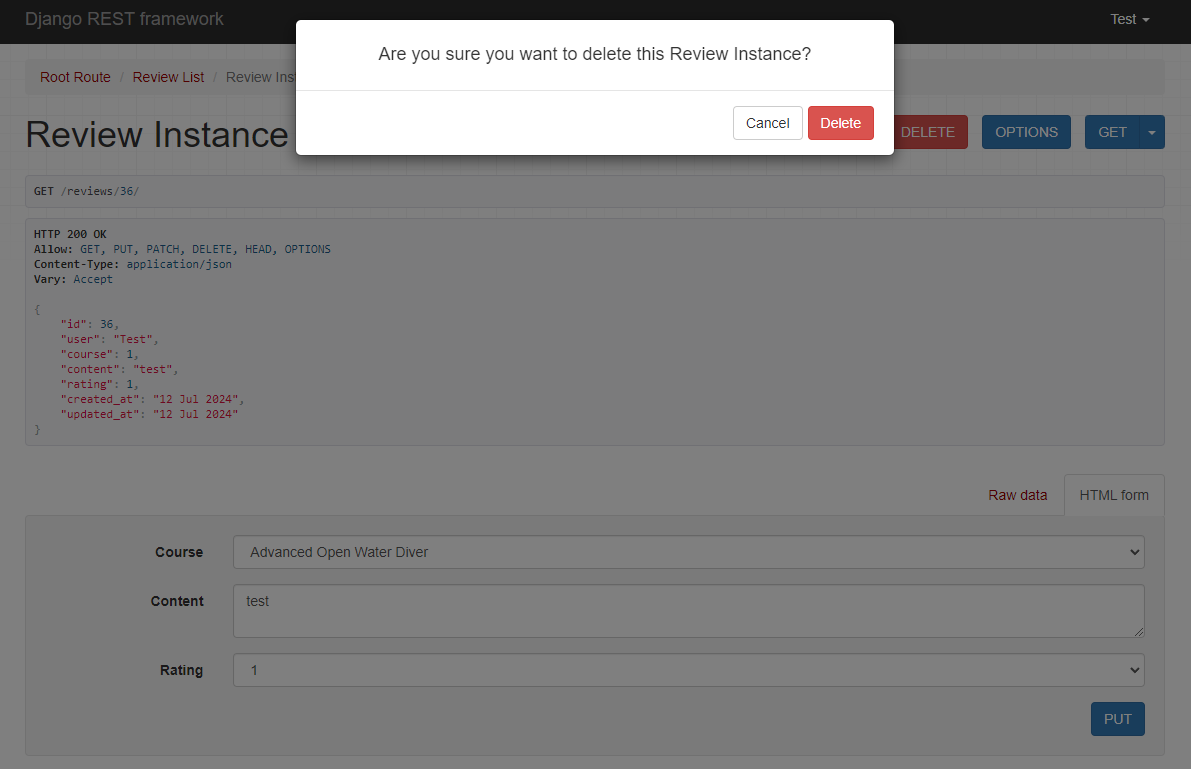 Django REST framework
Test
Are you sure you want to delete this Review Instance?
Cancel
Delete
Root Route / Review List / Review Ins
Review Instance
DELETE
OPTIONS
GET
GET /reviews/36/
HTTP 200 OK
Allow: GET, PUT, PATCH, DELETE, HEAD, OPTIONS
Content-Type: application/json
Vary: Accept
{
    "id": 36,
    "user": "Test",
    "course": 1,
    "content": "test",
    "rating": 1,
    "created_at": "12 Jul 2024",
    "updated_at": "12 Jul 2024"
}
Raw data
HTML form
Course
Advanced Open Water Diver
Content
test
Rating
1
PUT